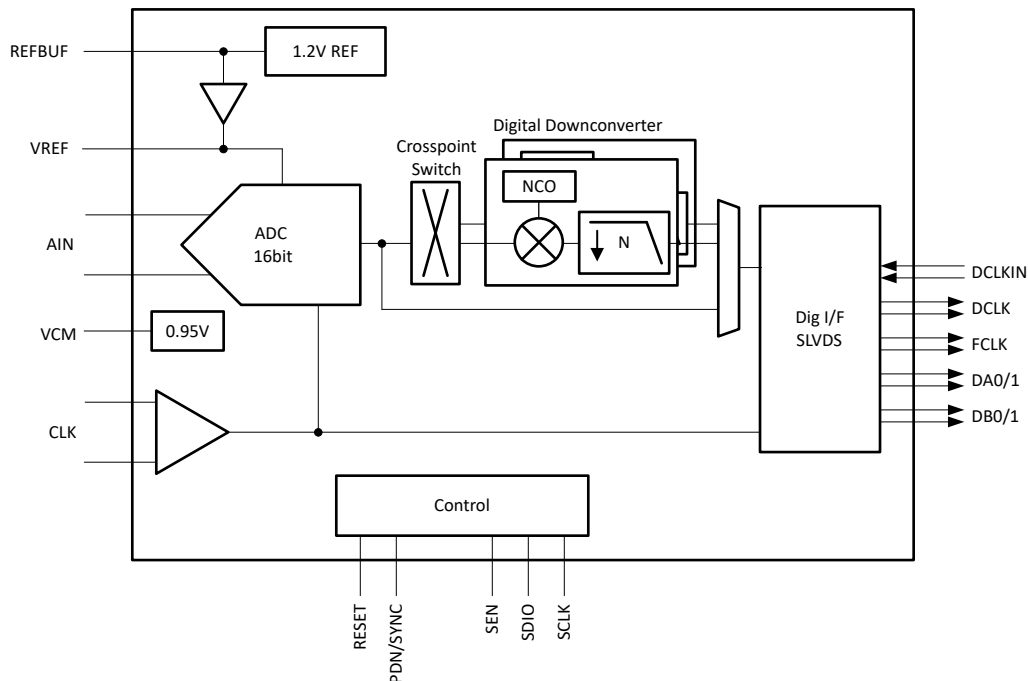 REFBUF
1.2V REF
VREF
Digital Downconverter
Crosspoint
Switch
NCO
N
ADC
16bit
AIN
VCM
0.95V
CLK
Dig I/F
SLVDS
DCLKIN
DCLK
FCLK
DA0/1
DB0/1
Control
RESET
PDN/SYNC
SEN
SDIO
SCLK